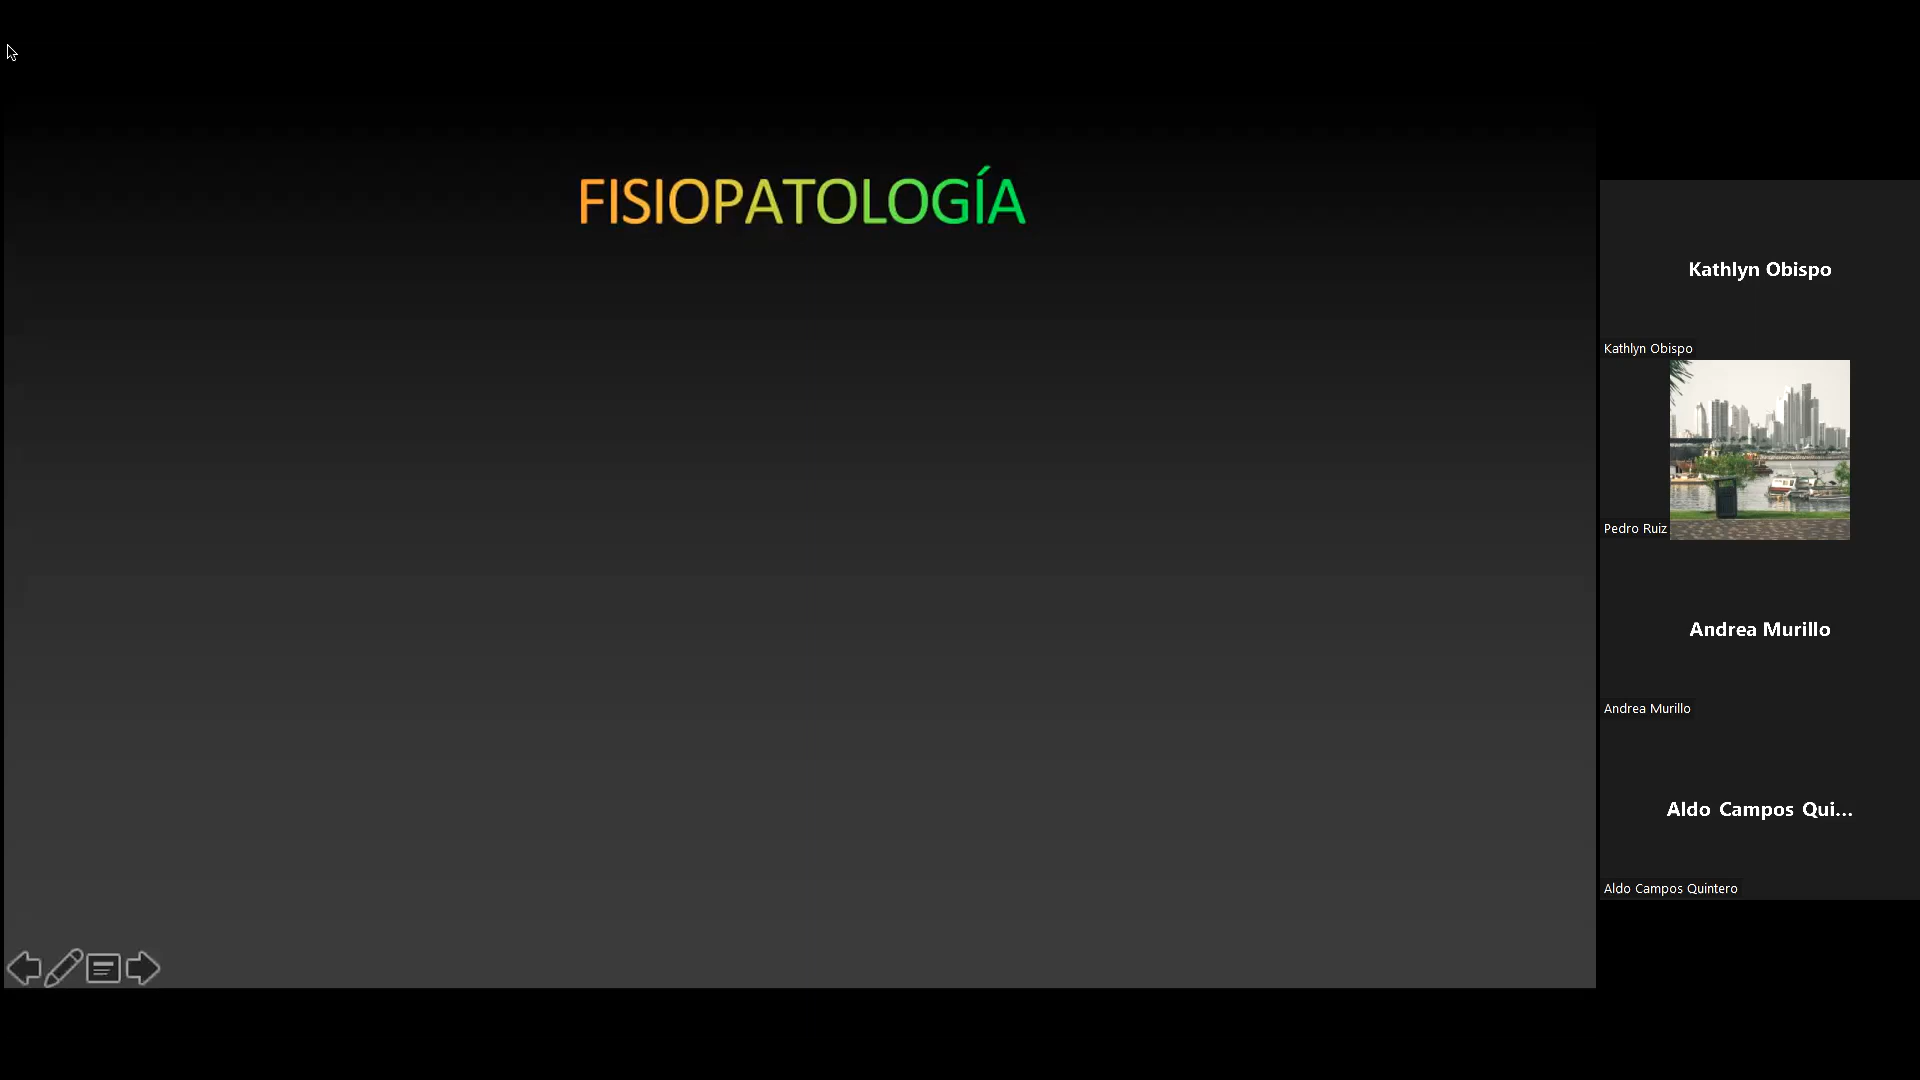 FISIOPATOLOGÍA
Kathlyn Obispo
Kathlyn Obispo
Pedro Ruiz
Andrea Murillo
Andrea Murillo
Aldo Campos Qui...
Aldo Campos Quintero